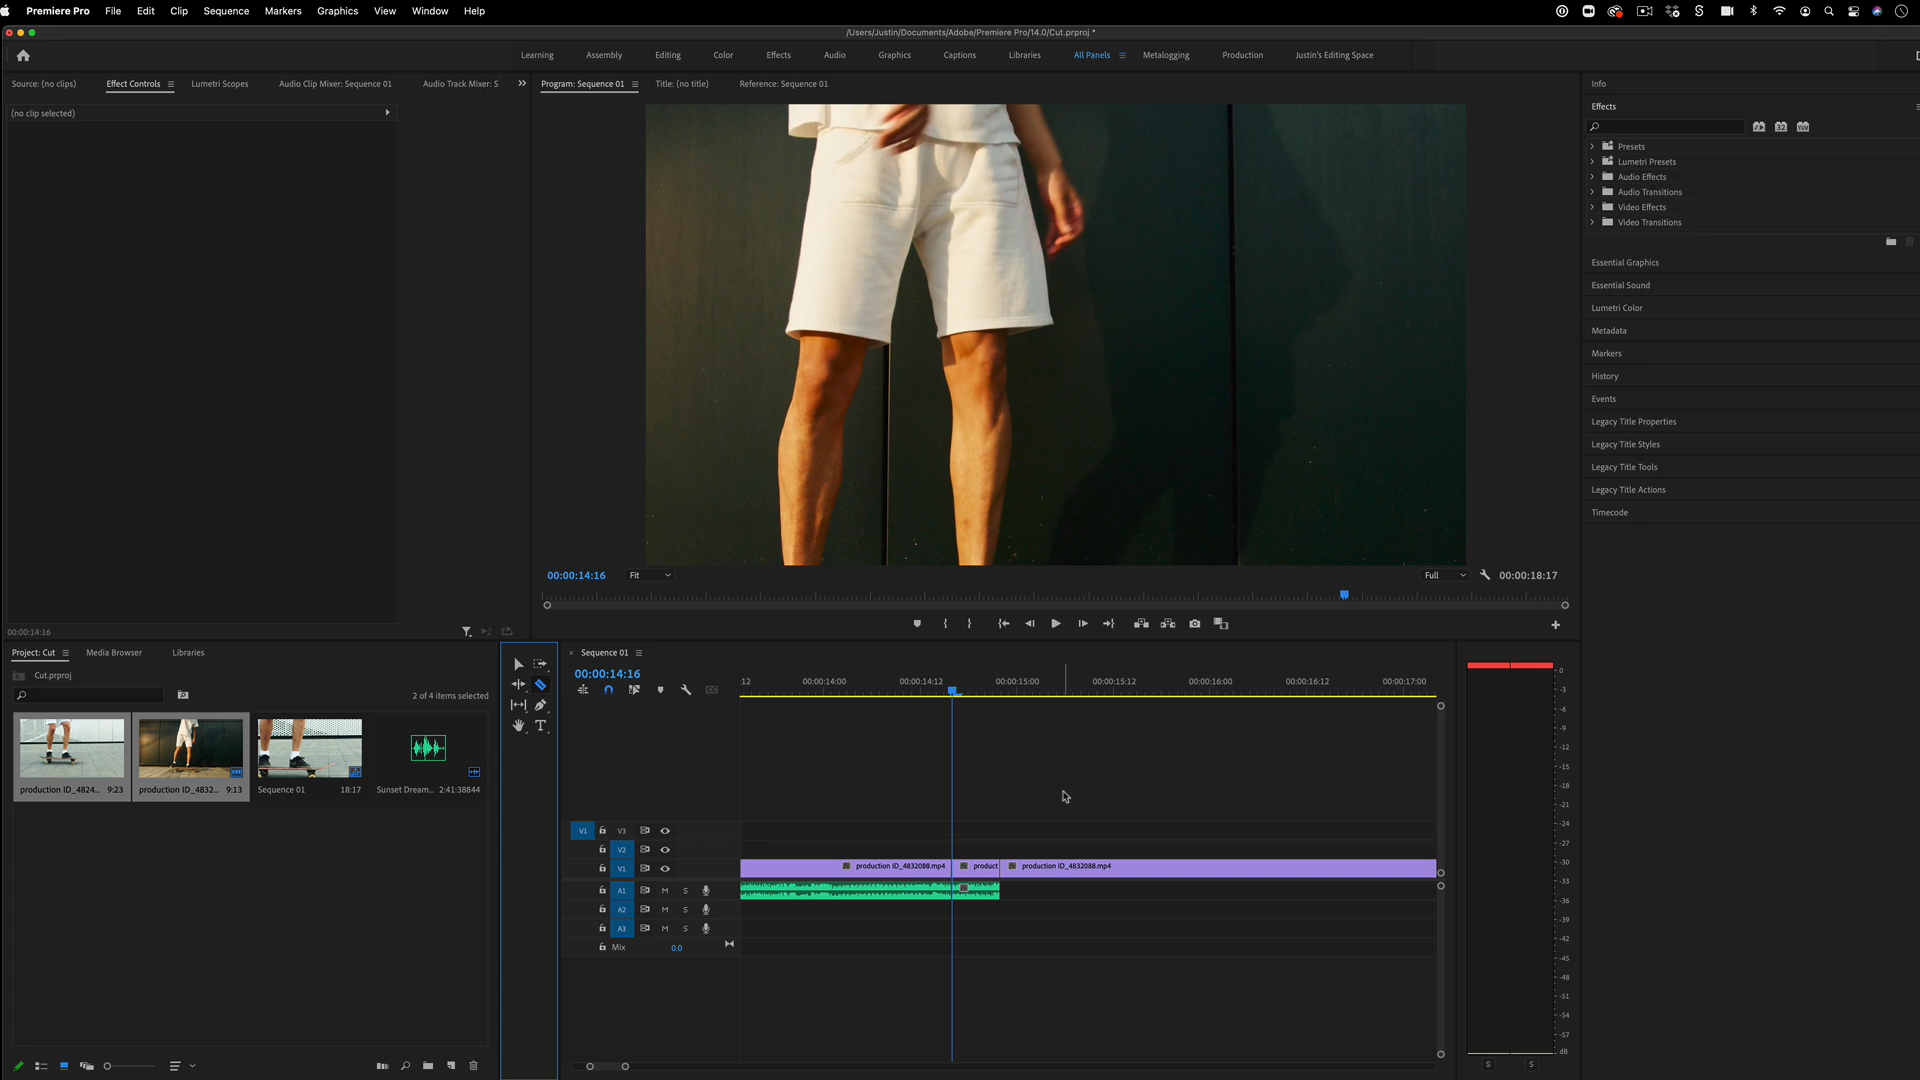 Premiere Pro File Edit Clip Sequence Markers Graphics View Window Help
/Users/Justin/Documents/Adobe/Premiere Pro/14.0/Cut.prproj *
Learning Assembly Editing Color Effects Audio Graphics Captions Libraries All Panels Metalogging Production Justin's Editing Space
Source: (no clips) Effect Controls Lumetri Scopes Audio Clip Mixer: Sequence 01 Audio Track Mixer: S
(no clip selected)
00:00:14:16
Program: Sequence 01 Title: (no title) Reference: Sequence 01
00:00:14:16 Fit Full 00:00:18:17
Info
Effects
32 YUV
Presets
Lumetri Presets
Audio Effects
Audio Transitions
Video Effects
Video Transitions
Essential Graphics
Essential Sound
Lumetri Color
Metadata
Markers
History
Events
Legacy Title Properties
Legacy Title Styles
Legacy Title Tools
Legacy Title Actions
Timecode
Project: Cut Media Browser Libraries
Cut.prproj
2 of 4 items selected
production ID_4824... 9:23
production ID_4832... 9:13
Sequence 01 18:17
Sunset Dream... 2:41:38844
Sequence 01
00:00:14:16
:12 00:00:14:00 00:00:14:12 00:00:15:00 00:00:15:12 00:00:16:00 00:00:16:12 00:00:17:00
V1 V3
V2
V1
production ID_4832088.mp4 product production ID_4832088.mp4
A1 M S
A2 M S
A3 M S
Mix 0.0
0
-3
-6
-9
-12
-15
-18
-21
-24
-27
-30
-33
-36
-39
-42
-45
-48
-51
-54
-57
dB
S S